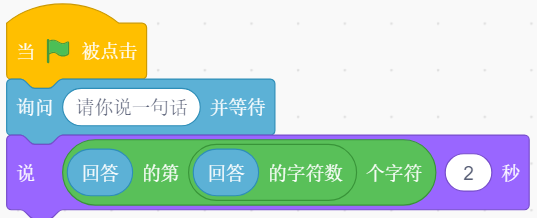 当 被点击
询问 请你说一句话 并等待
说 回答 的第 回答 的字符数 个字符 2 秒